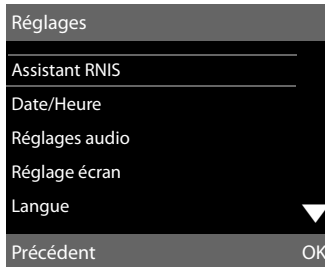 Réglages
Assistant RNIS
Date/Heure
Réglages audio
Réglage écran
Langue
Précédent OK